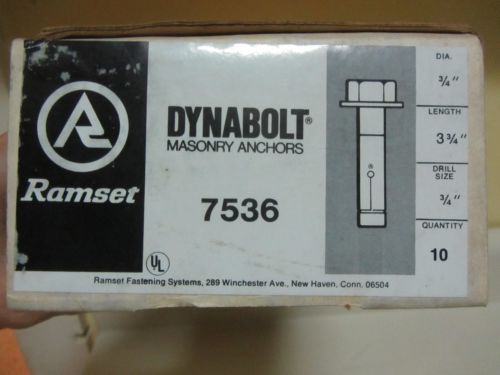 Ramset
DYNABOLT®
MASONRY ANCHORS
7536
UL
Ramset Fastening Systems, 289 Winchester Ave., New Haven, Conn. 06504
DIA.
3/4"
LENGTH
3 3/4"
DRILL
SIZE
3/4"
QUANTITY
10